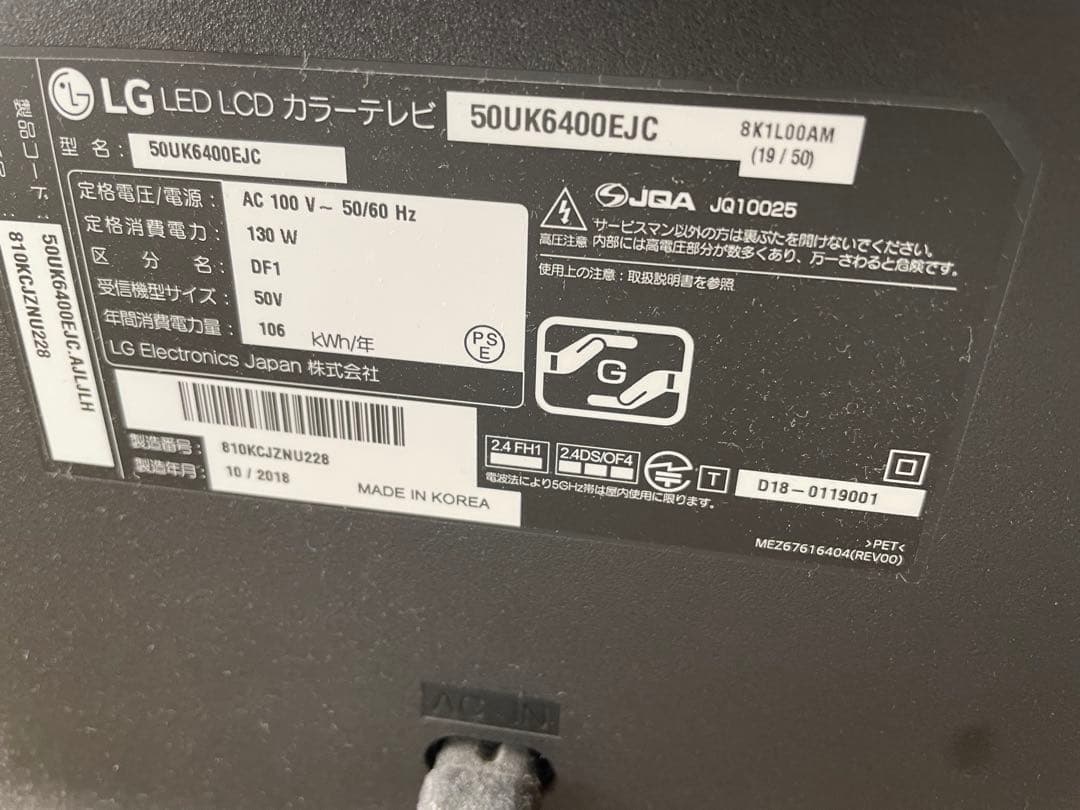 LG LED LCD カラーテレビ
50UK6400EJC 8K1L00AM
(19 / 50)
型 名 : 50UK6400EJC
定格電圧/電源 : AC 100 V ~ 50/60 Hz
定格消費電力 : 130 W
区 分 名 : DF1
受信機型サイズ : 50V
年間消費電力量 : 106 kWh/年
PS
E
LG Electronics Japan 株式会社
製造番号 : 810KCJZNU228
製造年月 : 10 / 2018
MADE IN KOREA
50UK6400EJC.AJLJLH
810KCJZNU228
JQA JQ10025
サービスマン以外の方は裏ぶたを開けないでください。
高圧注意 内部には高電圧部分が数多くあり、万一さわると危険です。
使用上の注意 : 取扱説明書を参照
G
2.4 FH1 2.4DS/OF4 T
電波法により5GHz帯は屋内使用に限ります。
D18-0119001
>PET<
MEZ67616404(REV00)
AC IN